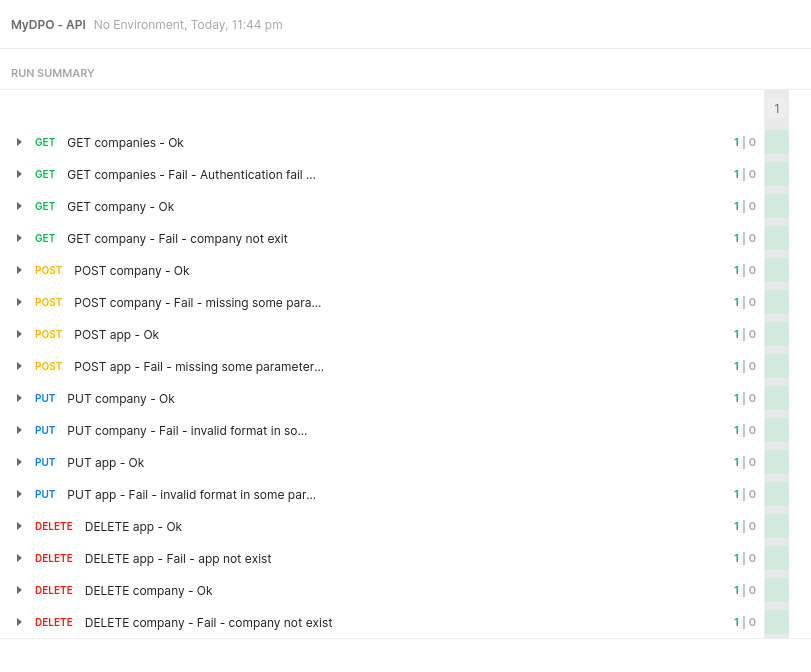 MyDPO - API No Environment, Today, 11:44 pm
RUN SUMMARY
1
GET GET companies - Ok 1 | 0
GET GET companies - Fail - Authentication fail ... 1 | 0
GET GET company - Ok 1 | 0
GET GET company - Fail - company not exit 1 | 0
POST POST company - Ok 1 | 0
POST POST company - Fail - missing some para... 1 | 0
POST POST app - Ok 1 | 0
POST POST app - Fail - missing some parameter... 1 | 0
PUT PUT company - Ok 1 | 0
PUT PUT company - Fail - invalid format in so... 1 | 0
PUT PUT app - Ok 1 | 0
PUT PUT app - Fail - invalid format in some par... 1 | 0
DELETE DELETE app - Ok 1 | 0
DELETE DELETE app - Fail - app not exist 1 | 0
DELETE DELETE company - Ok 1 | 0
DELETE DELETE company - Fail - company not exist 1 | 0